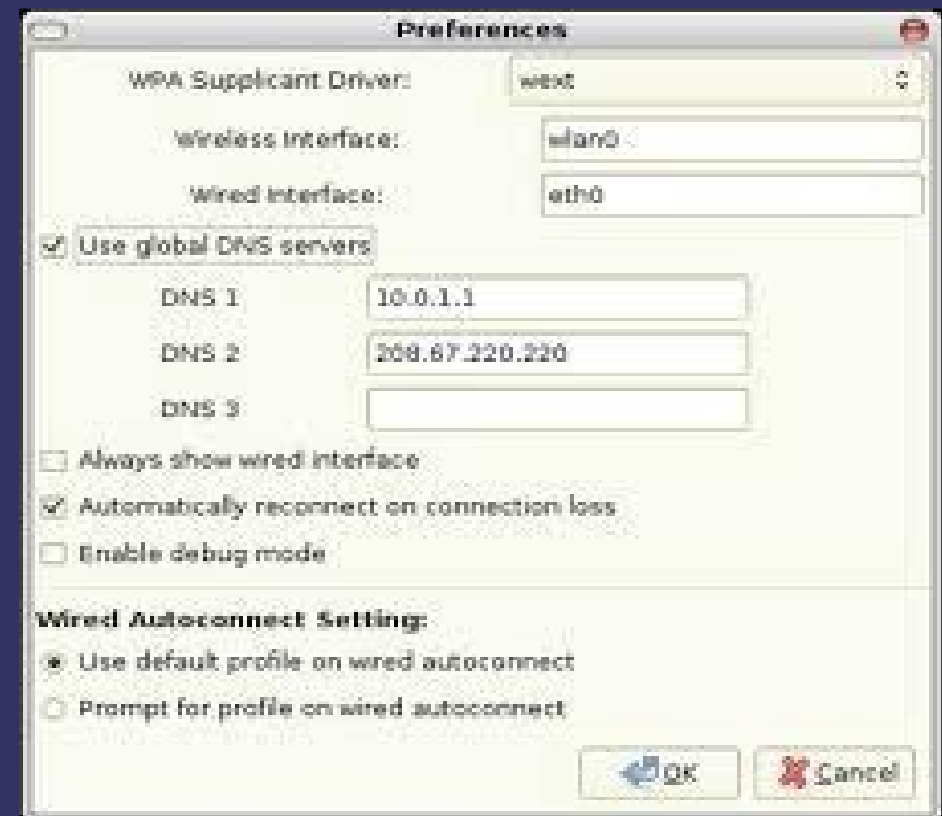 Preferences
WPA Supplicant Driver: wext
Wireless Interface: wlan0
Wired Interface: eth0
Use global DNS servers
DNS 1 10.0.1.1
DNS 2 208.67.220.220
DNS 3
Always show wired interface
Automatically reconnect on connection loss
Enable debug mode
Wired Autoconnect Setting:
Use default profile on wired autoconnect
Prompt for profile on wired autoconnect
OK Cancel